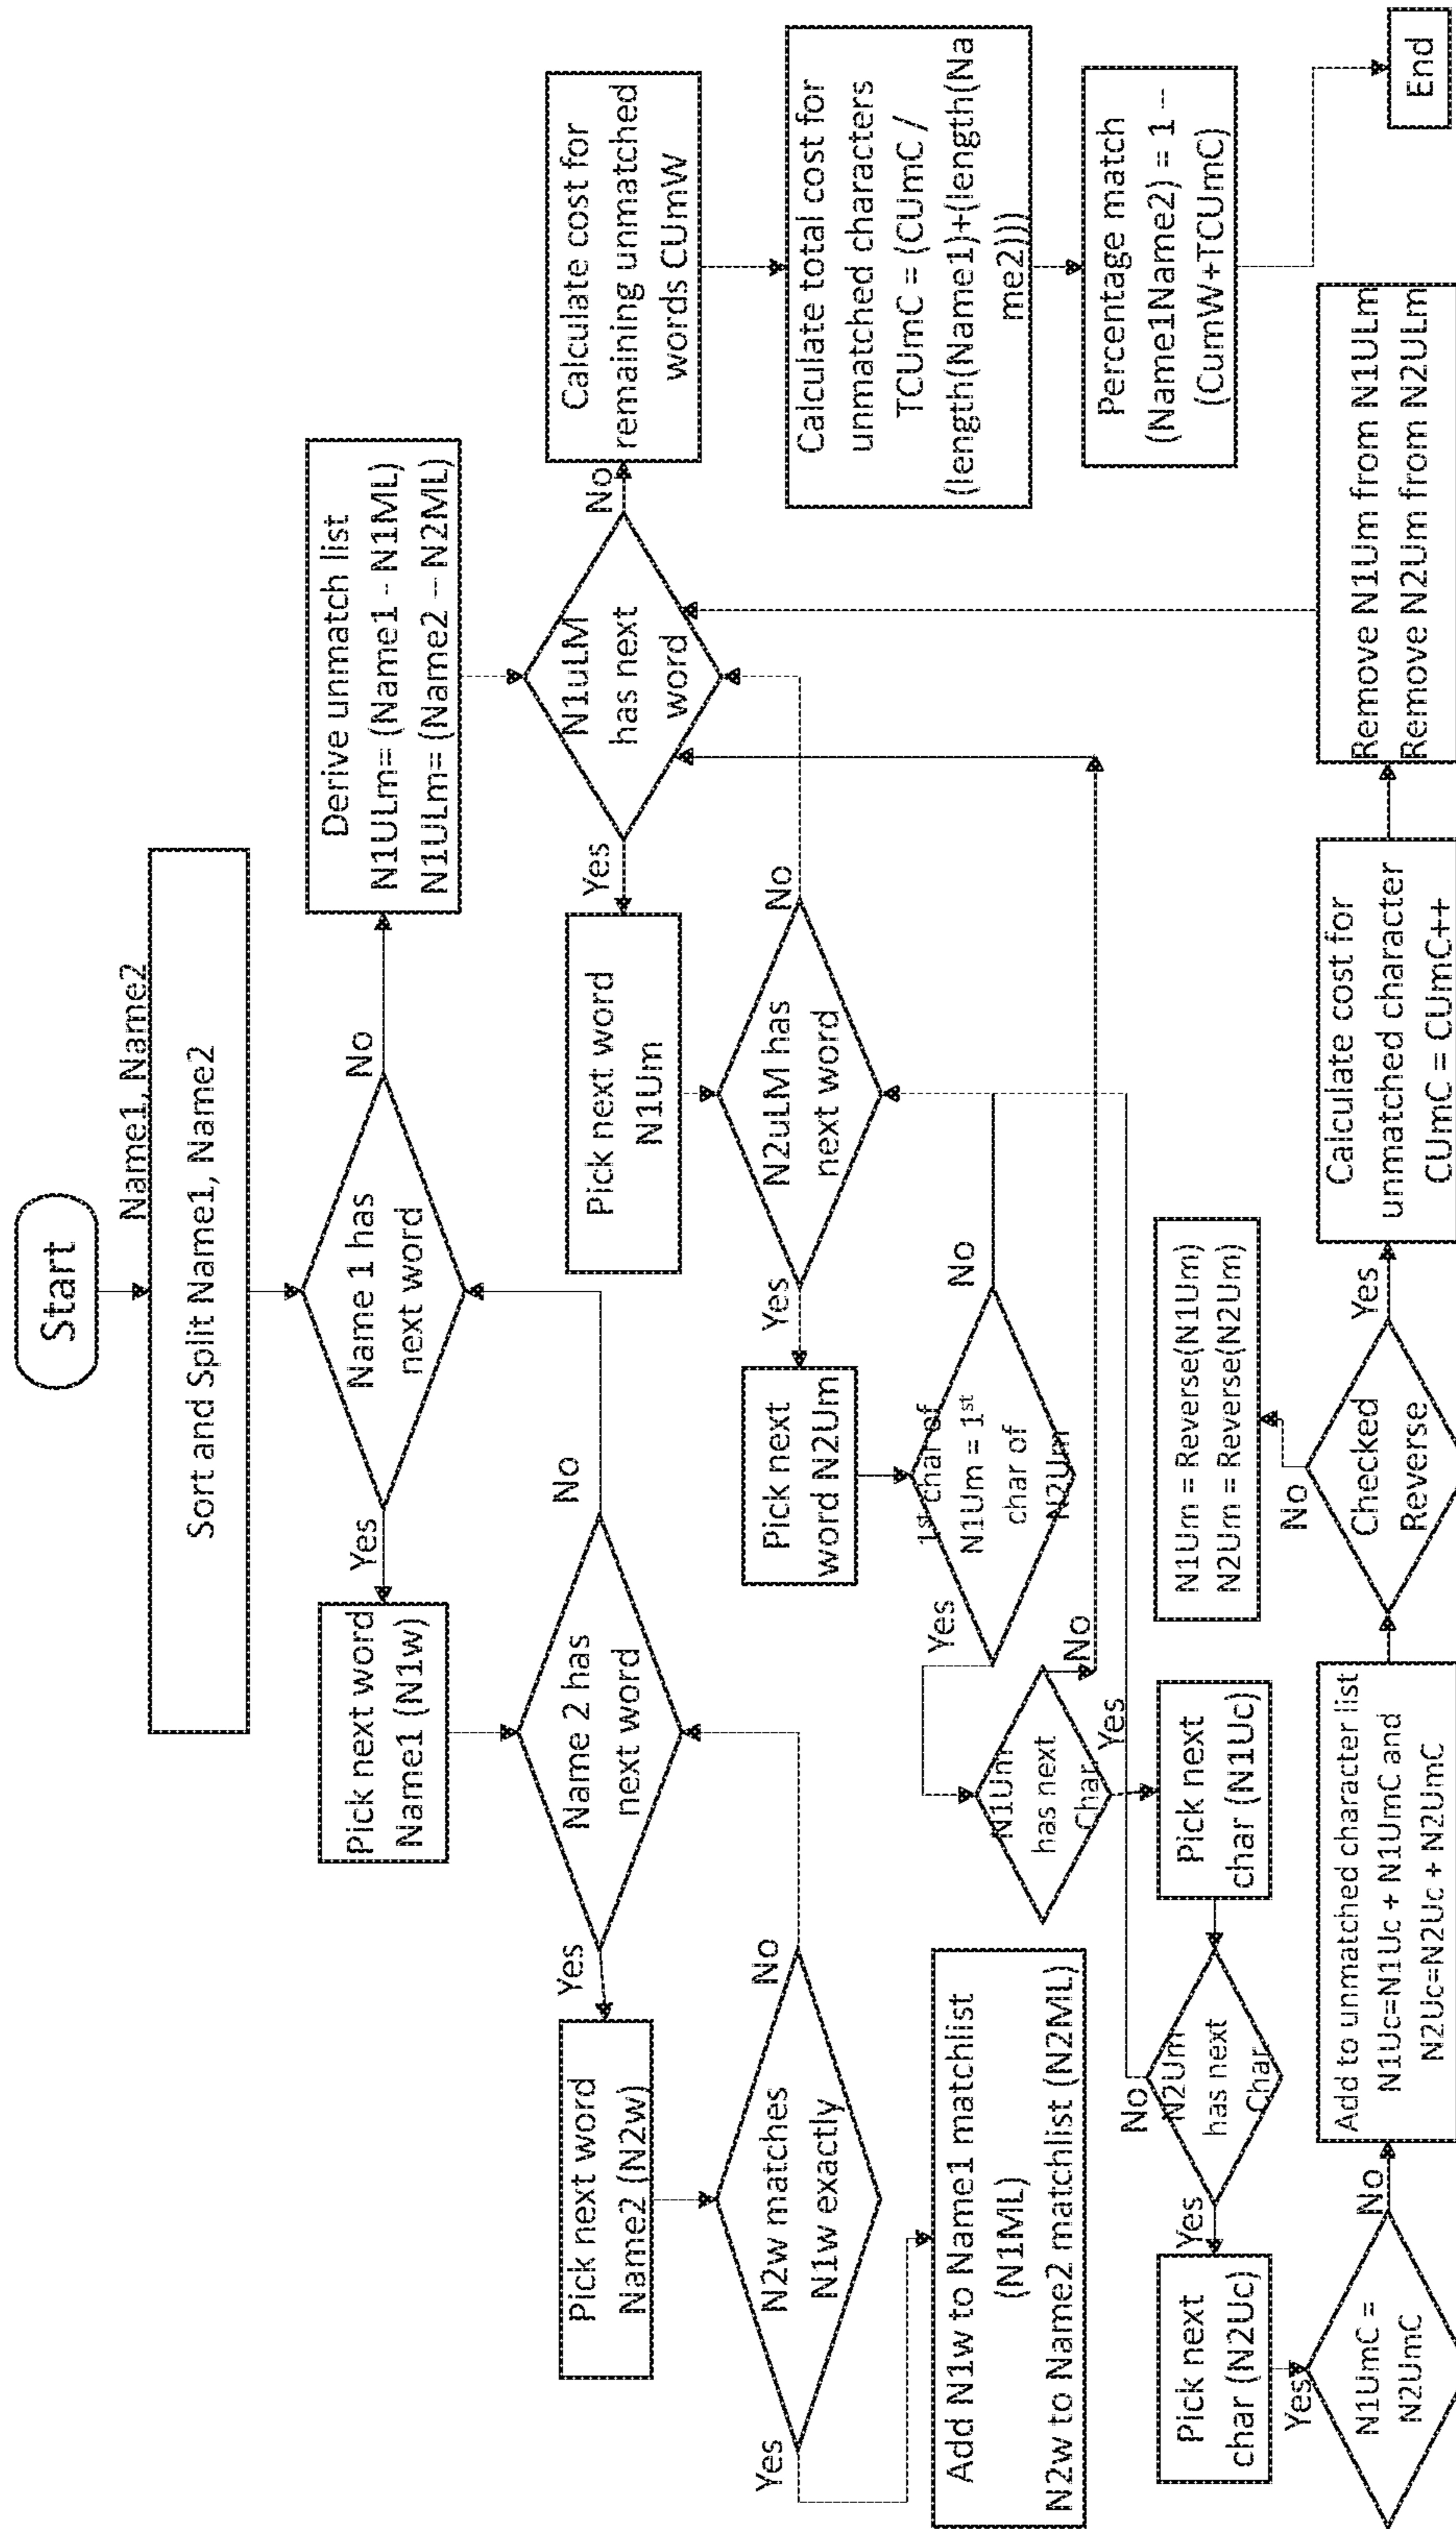 Start
Name1, Name2
Sort and Split Name1, Name2
Name 1 has
next word
Yes
No
Pick next word
Name1 (N1w)
Name 2 has
next word
Yes
No
Pick next word
Name2 (N2w)
N2w matches
N1w exactly
Yes
No
Add N1w to Name1 matchlist
(N1ML)
N2w to Name2 matchlist (N2ML)
Derive unmatch list
N1ULm= (Name1 - N1ML)
N1ULm= (Name2 – N2ML)
N1uLM
has next
word
Yes
No
Pick next word
N1Um
N2uLM has
next word
Yes
No
Pick next
word N2Um
1st char of
N1Um = 1st
char of
N2Um
Yes
No
N1Um
has next
Char
No
Yes
Pick next
char (N1Uc)
N2Um
has next
Char
No
Yes
Pick next
char (N2Uc)
Yes
N1UmC =
N2UmC
No
Add to unmatched character list
N1Uc=N1Uc + N1UmC and
N2Uc=N2Uc + N2UmC
Checked
Reverse
No
Yes
N1Um = Reverse(N1Um)
N2Um = Reverse(N2Um)
Calculate cost for
unmatched character
CUmC = CUmC++
Remove N1Um from N1ULm
Remove N2Um from N2ULm
Calculate cost for
remaining unmatched
words CUmW
Calculate total cost for
unmatched characters
TCUmC = (CUmC /
(length(Name1)+(length(Na
me2)))
Percentage match
(Name1Name2) = 1 –
(CumW+TCUmC)
End